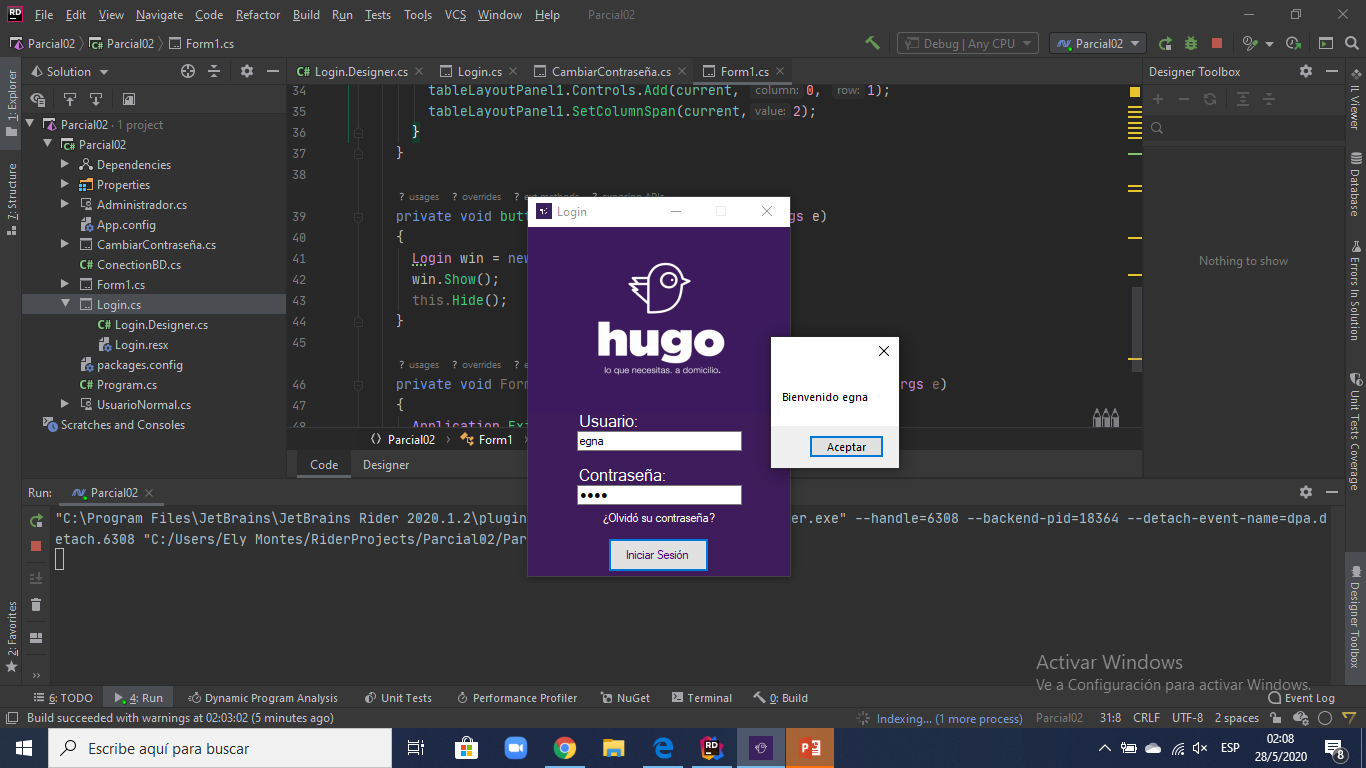 File Edit View Navigate Code Refactor Build Run Tests Tools VCS Window Help Parcial02
Parcial02 Parcial02 Form1.cs Debug | Any CPU Parcial02
1: Explorer
Solution
Login.Designer.cs Login.cs CambiarContraseña.cs Form1.cs
Designer Toolbox
Parcial02 · 1 project
Parcial02
Dependencies
Properties
Administrador.cs
App.config
CambiarContraseña.cs
ConectionBD.cs
Form1.cs
Login.cs
Login.Designer.cs
Login.resx
packages.config
Program.cs
UsuarioNormal.cs
Scratches and Consoles
7: Structure
34 tableLayoutPanel1.Controls.Add(current, column: 0, row: 1);
35 tableLayoutPanel1.SetColumnSpan(current, value: 2);
36 }
37 }
38
? usages ? overrides ? ext methods ? exposing APIs
39 private void butt gs e)
40 {
41 Login win = new
42 win.Show();
43 this.Hide();
44 }
45
? usages ? overrides ? e
46 private void For rgs e)
47 {
48 Application.Exi
Parcial02 Form1
Code Designer
Nothing to show
IL Viewer
Database
Errors In Solution
Unit Tests Coverage
Designer Toolbox
Login
hugo
lo que necesitas. a domicilio.
Usuario:
egna
Contraseña:
¿Olvidó su contraseña?
Iniciar Sesión
Bienvenido egna
Aceptar
Run: Parcial02
"C:\Program Files\JetBrains\JetBrains Rider 2020.1.2\plugin er.exe" --handle=6308 --backend-pid=18364 --detach-event-name=dpa.d
etach.6308 "C:/Users/Ely Montes/RiderProjects/Parcial02/Par
2: Favorites
Activar Windows
Ve a Configuración para activar Windows.
6: TODO 4: Run Dynamic Program Analysis Unit Tests Performance Profiler NuGet Terminal 0: Build Event Log
Build succeeded with warnings at 02:03:02 (5 minutes ago) Indexing... (1 more process) Parcial02 31:8 CRLF UTF-8 2 spaces
Escribe aquí para buscar
ESP
02:08
28/5/2020
8